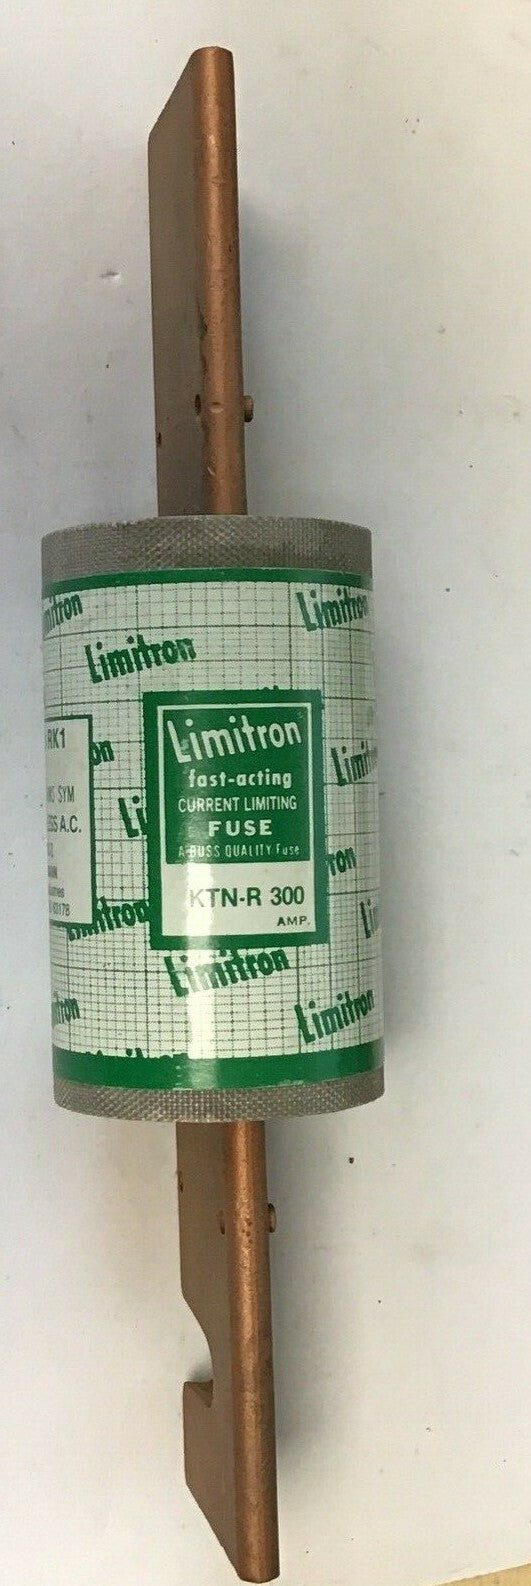 Limitron
Limitron
Limitron
Limitron
fast-acting
CURRENT LIMITING
FUSE
A BUSS QUALITY Fuse
KTN-R 300
AMP.
RK1
SYM
A.C.
Limitron
Limitron
Limitron